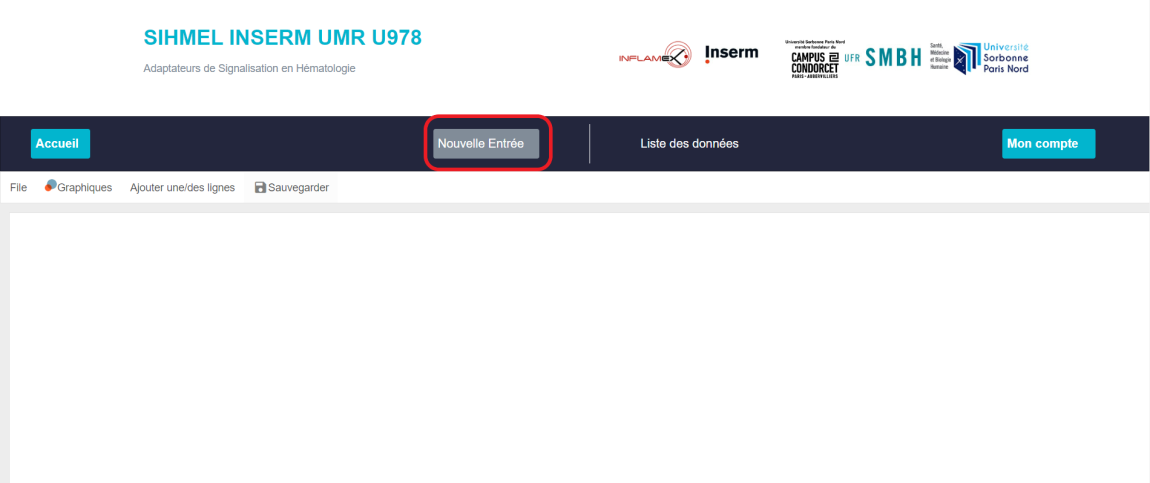 SIHMEL INSERM UMR U978
Adaptateurs de Signalisation en Hématologie
INFLAMEX
Inserm
Université Sorbonne Paris Nord
membre fondateur du
CAMPUS
CONDORCET
PARIS - AUBERVILLIERS
UFR SMBH
Santé,
Médecine
et Biologie
Humaine
Université
Sorbonne
Paris Nord
Accueil
Nouvelle Entrée
Liste des données
Mon compte
File
Graphiques
Ajouter une/des lignes
Sauvegarder